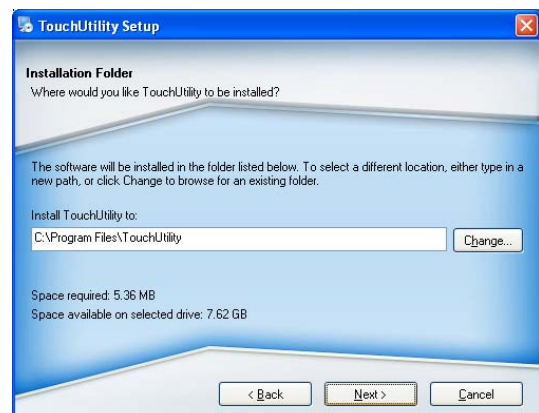 TouchUtility Setup
Installation Folder
Where would you like TouchUtility to be installed?
The software will be installed in the folder listed below. To select a different location, either type in a
new path, or click Change to browse for an existing folder.
Install TouchUtility to:
C:\Program Files\TouchUtility
Change...
Space required: 5.36 MB
Space available on selected drive: 7.62 GB
< Back Next > Cancel